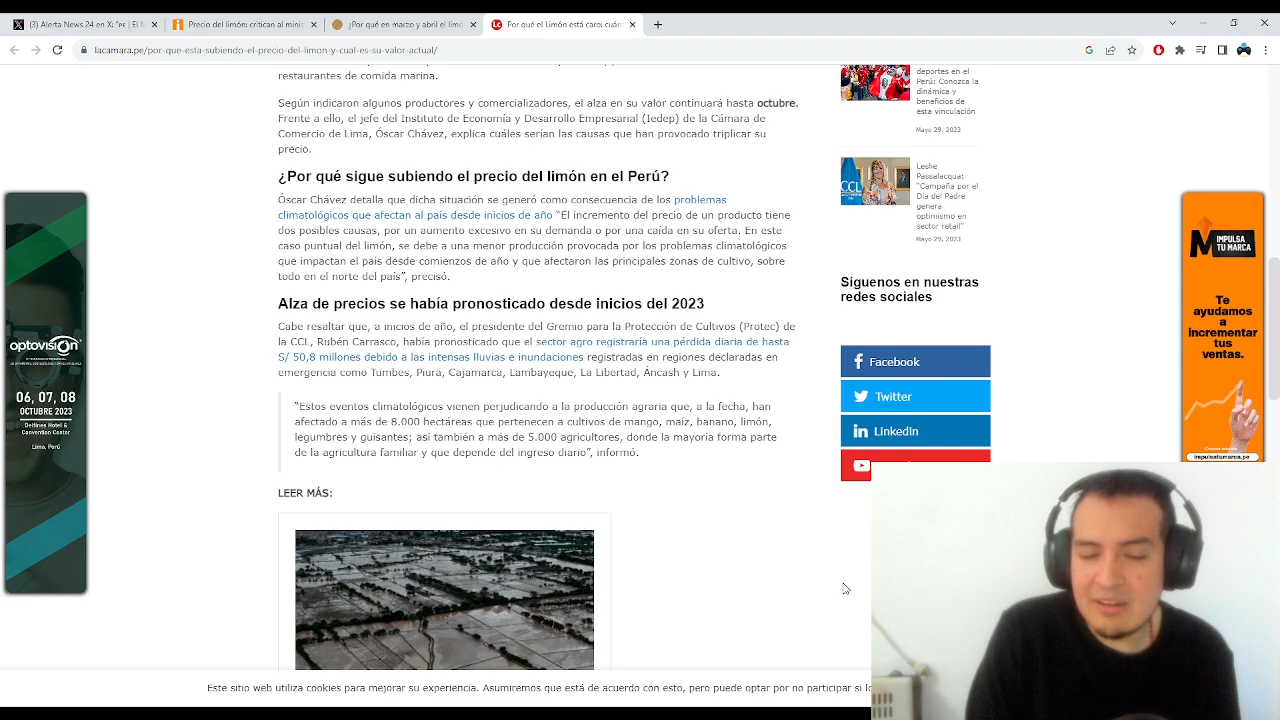 (3) Alerta News 24 en X: "🇵🇪 | El M
Precio del limón: critican al minist
¿Por qué en marzo y abril el limó
Por qué el Limón está caro: cuán
lacamara.pe/por-que-esta-subiendo-el-precio-del-limon-y-cual-es-su-valor-actual/
restaurantes de comida marina.
Según indicaron algunos productores y comercializadores, el alza en su valor continuará hasta octubre.
Frente a ello, el jefe del Instituto de Economía y Desarrollo Empresarial (Iedep) de la Cámara de
Comercio de Lima, Óscar Chávez, explica cuáles serían las causas que han provocado triplicar su
precio.
¿Por qué sigue subiendo el precio del limón en el Perú?
Óscar Chávez detalla que dicha situación se generó como consecuencia de los problemas
climatológicos que afectan al país desde inicios de año “El incremento del precio de un producto tiene
dos posibles causas, por un aumento excesivo en su demanda o por una caída en su oferta. En este
caso puntual del limón, se debe a una menor producción provocada por los problemas climatológicos
que impactan el país desde comienzos de año y que afectaron las principales zonas de cultivo, sobre
todo en el norte del país”, precisó.
Alza de precios se había pronosticado desde inicios del 2023
Cabe resaltar que, a inicios de año, el presidente del Gremio para la Protección de Cultivos (Protec) de
la CCL, Rubén Carrasco, había pronosticado que el sector agro registraría una pérdida diaria de hasta
S/ 50,8 millones debido a las intensas lluvias e inundaciones registradas en regiones declaradas en
emergencia como Tumbes, Piura, Cajamarca, Lambayeque, La Libertad, Áncash y Lima.
“Estos eventos climatológicos vienen perjudicando a la producción agraria que, a la fecha, han
afectado a más de 8.000 hectáreas que pertenecen a cultivos de mango, maíz, banano, limón,
legumbres y guisantes; así también a más de 5.000 agricultores, donde la mayoría forma parte
de la agricultura familiar y que depende del ingreso diario”, informó.
LEER MÁS:
deportes en el
Perú: Conozca la
dinámica y
beneficios de
esta vinculación
Mayo 29, 2023
CCL
Leslie
Passalacqua:
“Campaña por el
Día del Padre
genera
optimismo en
sector retail”
Mayo 29, 2023
Síguenos en nuestras
redes sociales
Facebook
Twitter
LinkedIn
optovisión
06, 07, 08
OCTUBRE 2023
Delfines Hotel &
Convention Center
Lima, Perú
M IMPULSA
TU MARCA
Te
ayudamos
a
incrementar
tus
ventas.
impulsatumarca.pe
Este sitio web utiliza cookies para mejorar su experiencia. Asumiremos que está de acuerdo con esto, pero puede optar por no participar si lo